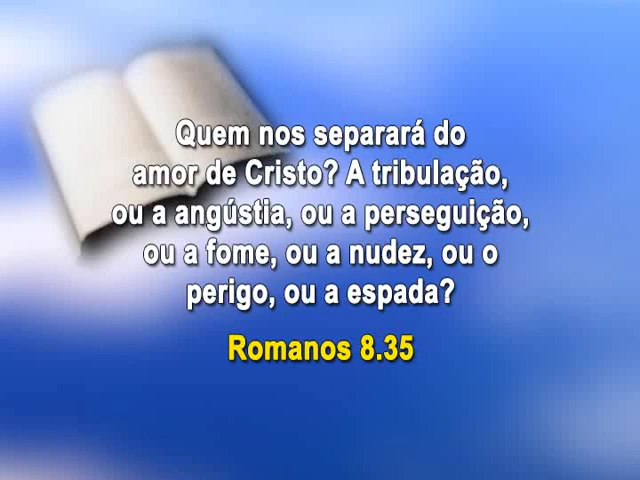 Quem nos separará do
amor de Cristo? A tribulação,
ou a angústia, ou a perseguição,
ou a fome, ou a nudez, ou o
perigo, ou a espada?
Romanos 8.35